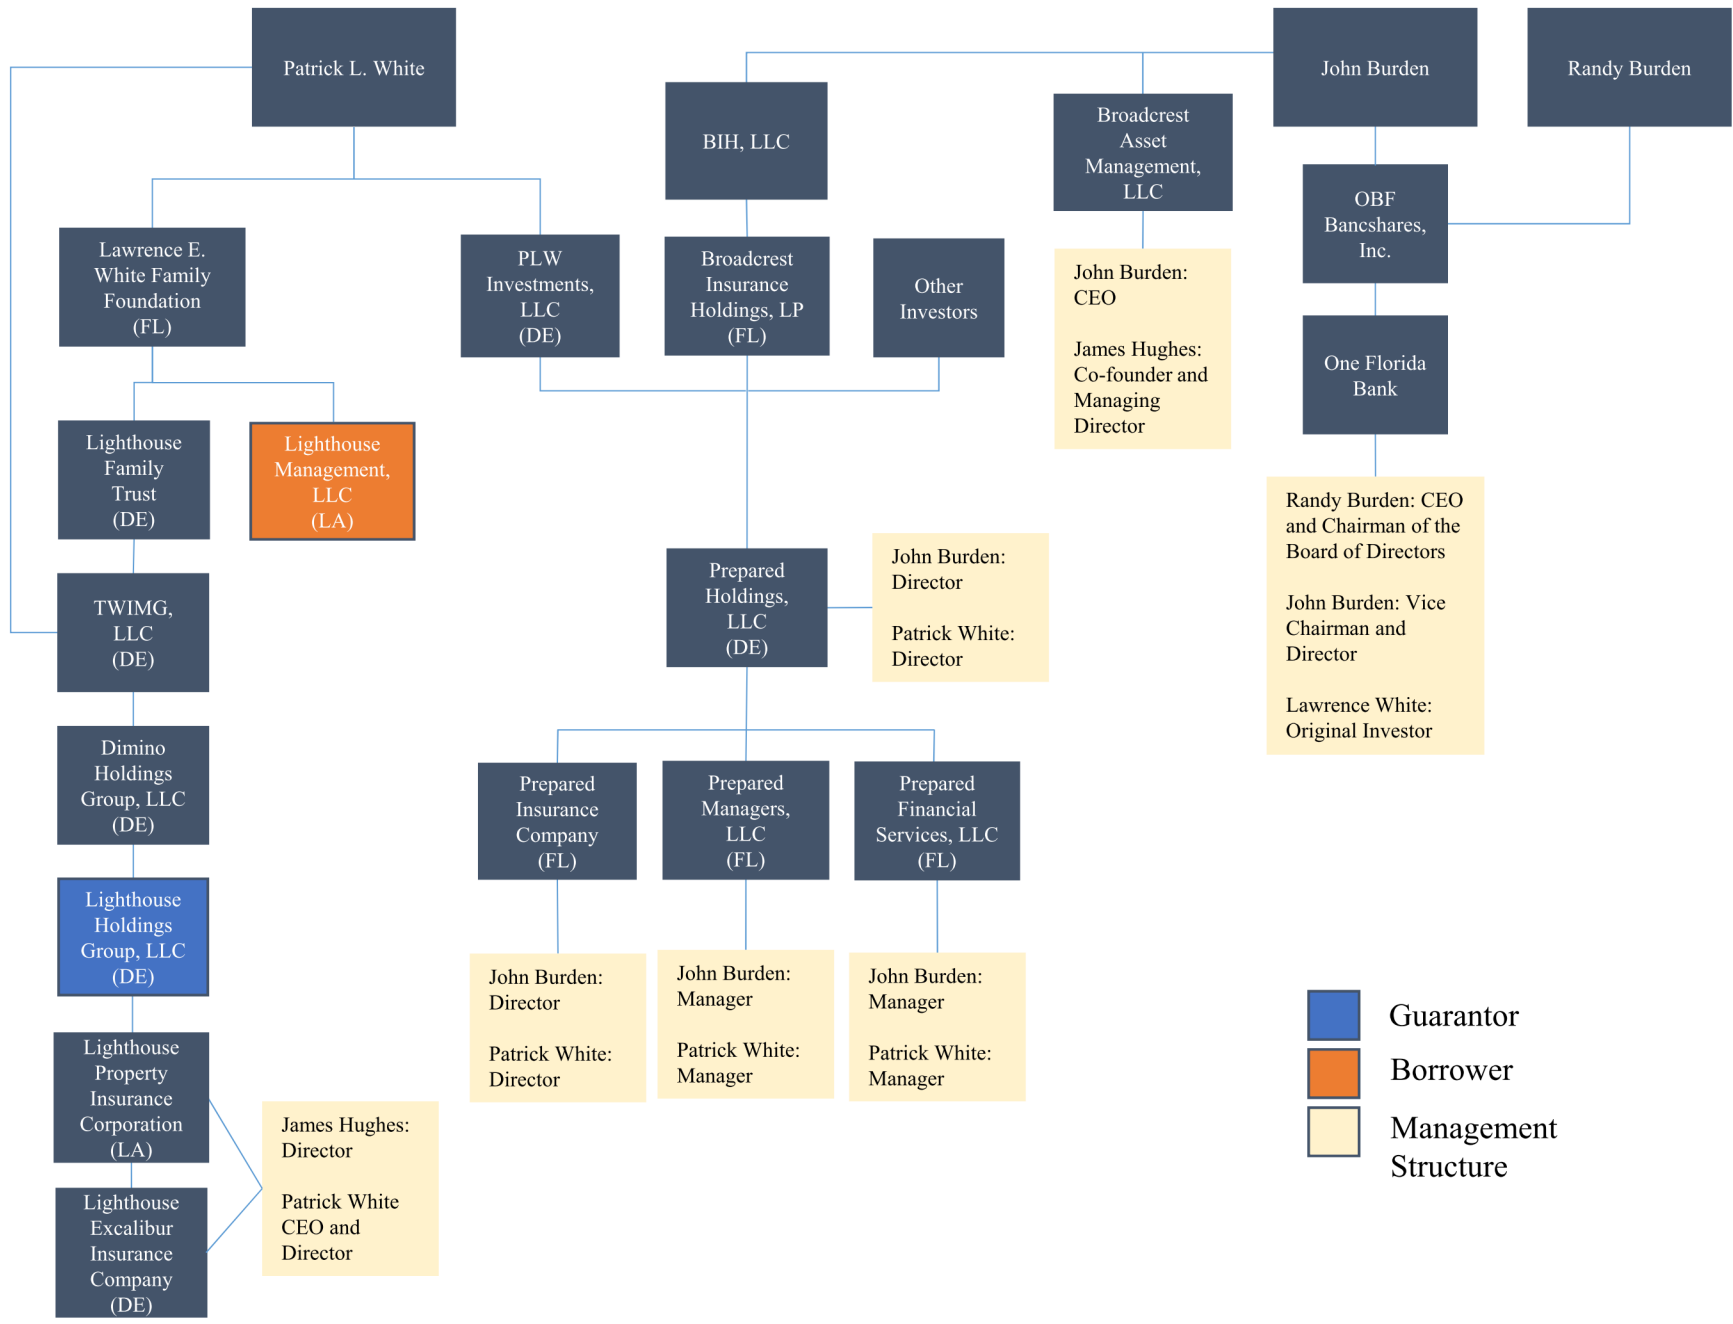 Patrick L. White
John Burden
Randy Burden
BIH, LLC
Broadcrest
Asset
Management,
LLC
OBF
Bancshares,
Inc.
Lawrence E.
White Family
Foundation
(FL)
PLW
Investments,
LLC
(DE)
Broadcrest
Insurance
Holdings, LP
(FL)
Other
Investors
John Burden:
CEO
James Hughes:
Co-founder and
Managing
Director
One Florida
Bank
Lighthouse
Family
Trust
(DE)
Lighthouse
Management,
LLC
(LA)
Randy Burden: CEO
and Chairman of the
Board of Directors
John Burden: Vice
Chairman and
Director
Lawrence White:
Original Investor
TWIMG,
LLC
(DE)
Prepared
Holdings,
LLC
(DE)
John Burden:
Director
Patrick White:
Director
Dimino
Holdings
Group, LLC
(DE)
Prepared
Insurance
Company
(FL)
Prepared
Managers,
LLC
(FL)
Prepared
Financial
Services, LLC
(FL)
Lighthouse
Holdings
Group, LLC
(DE)
John Burden:
Director
Patrick White:
Director
John Burden:
Manager
Patrick White:
Manager
John Burden:
Manager
Patrick White:
Manager
Lighthouse
Property
Insurance
Corporation
(LA)
James Hughes:
Director
Patrick White
CEO and
Director
Lighthouse
Excalibur
Insurance
Company
(DE)
Guarantor
Borrower
Management
Structure